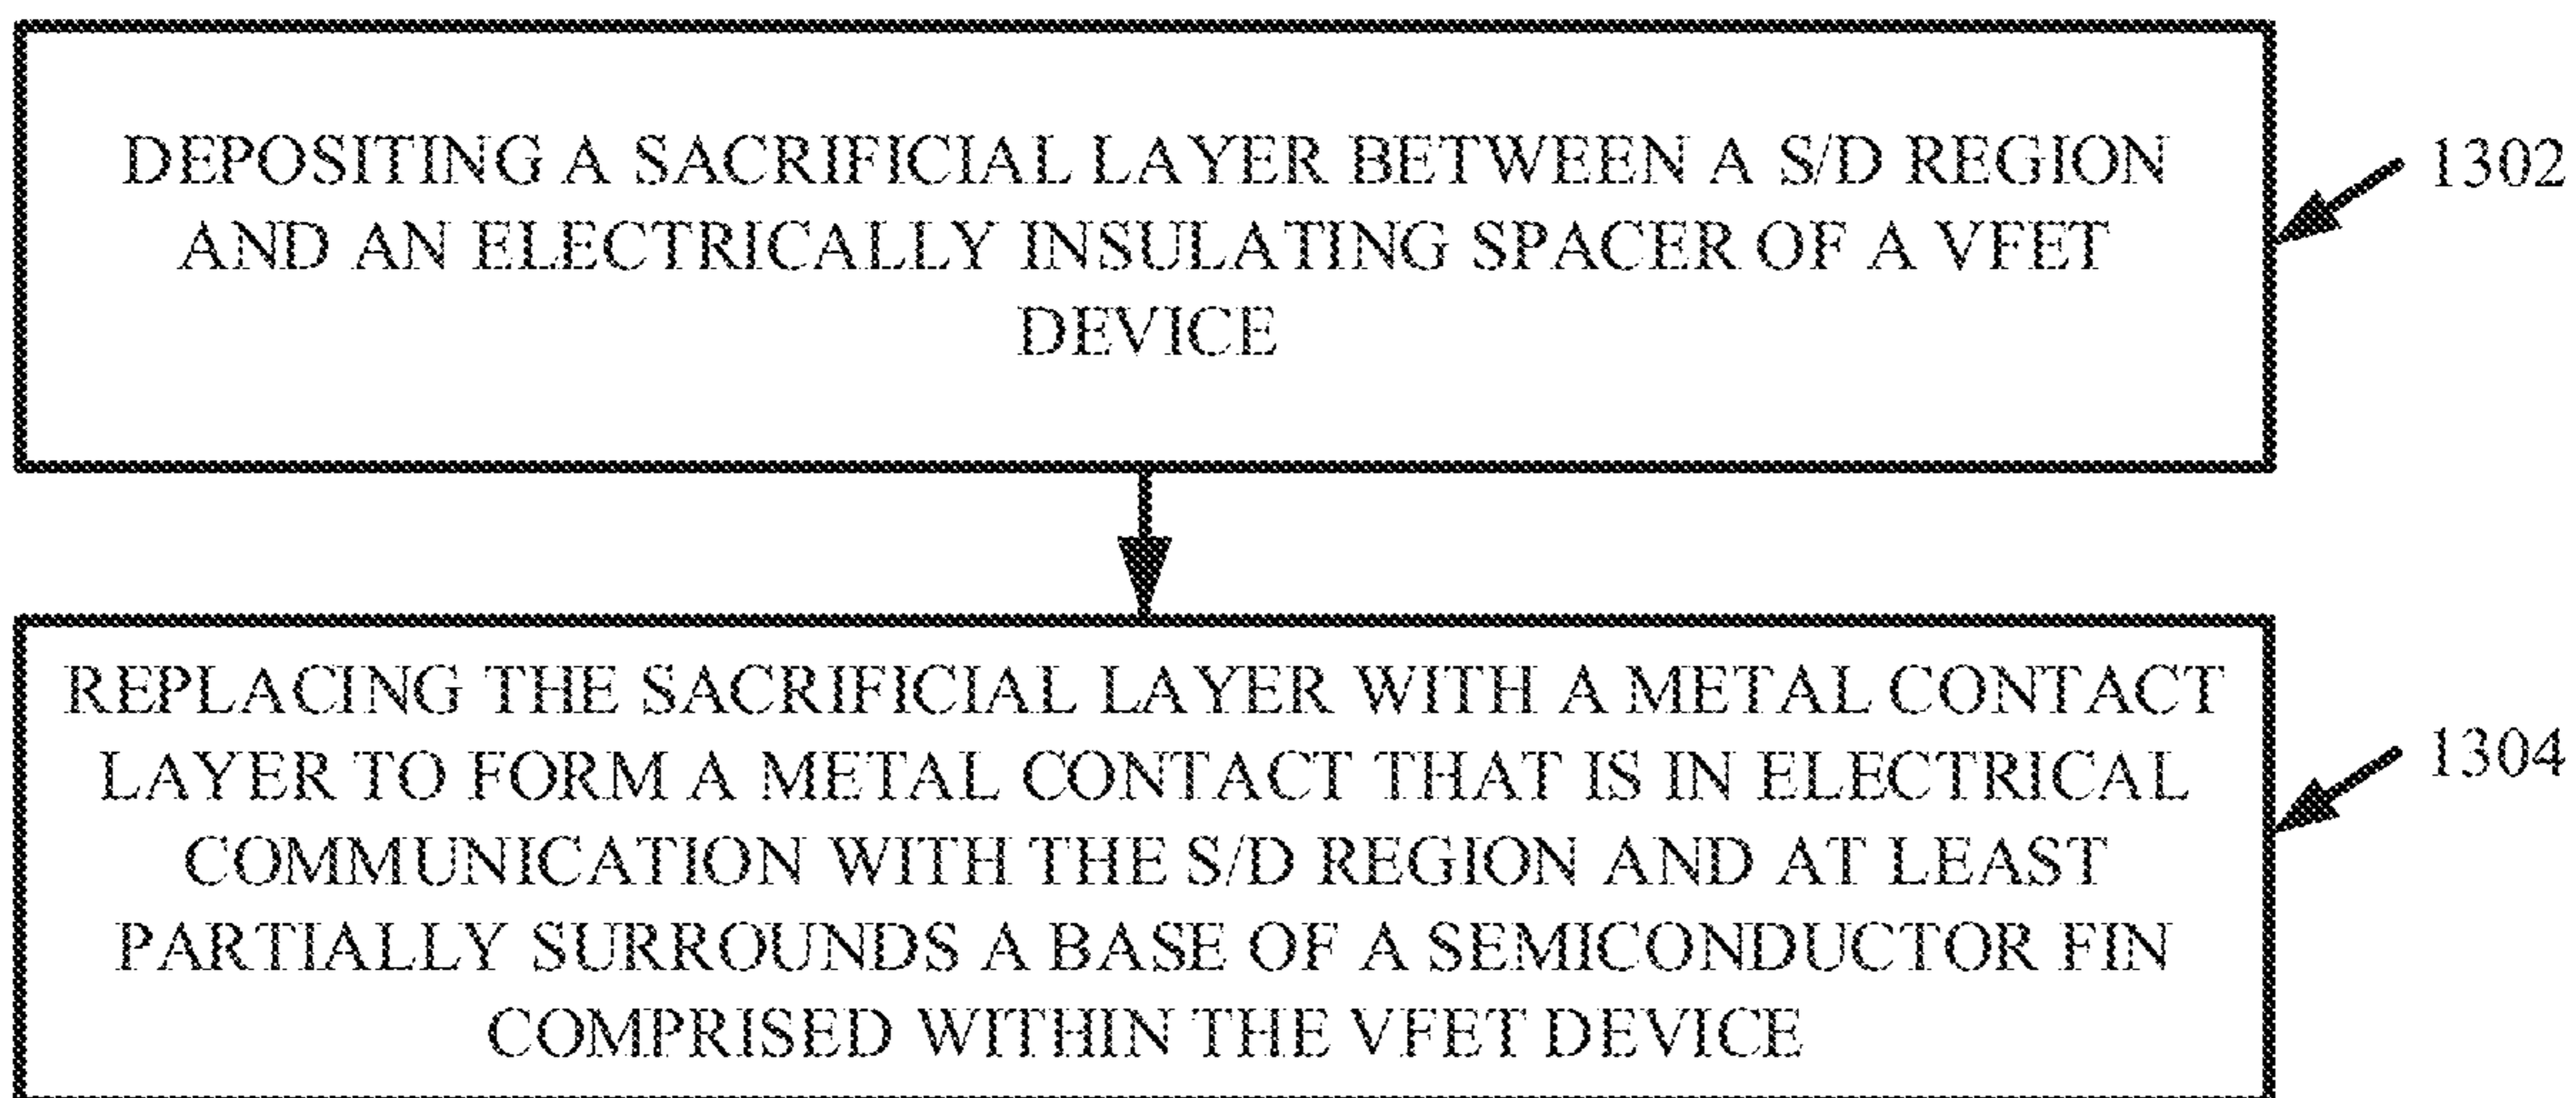 DEPOSITING A SACRIFICIAL LAYER BETWEEN A S/D REGION
AND AN ELECTRICALLY INSULATING SPACER OF A VFET
DEVICE
1302
REPLACING THE SACRIFICIAL LAYER WITH A METAL CONTACT
LAYER TO FORM A METAL CONTACT THAT IS IN ELECTRICAL
COMMUNICATION WITH THE S/D REGION AND AT LEAST
PARTIALLY SURROUNDS A BASE OF A SEMICONDUCTOR FIN
COMPRISED WITHIN THE VFET DEVICE
1304